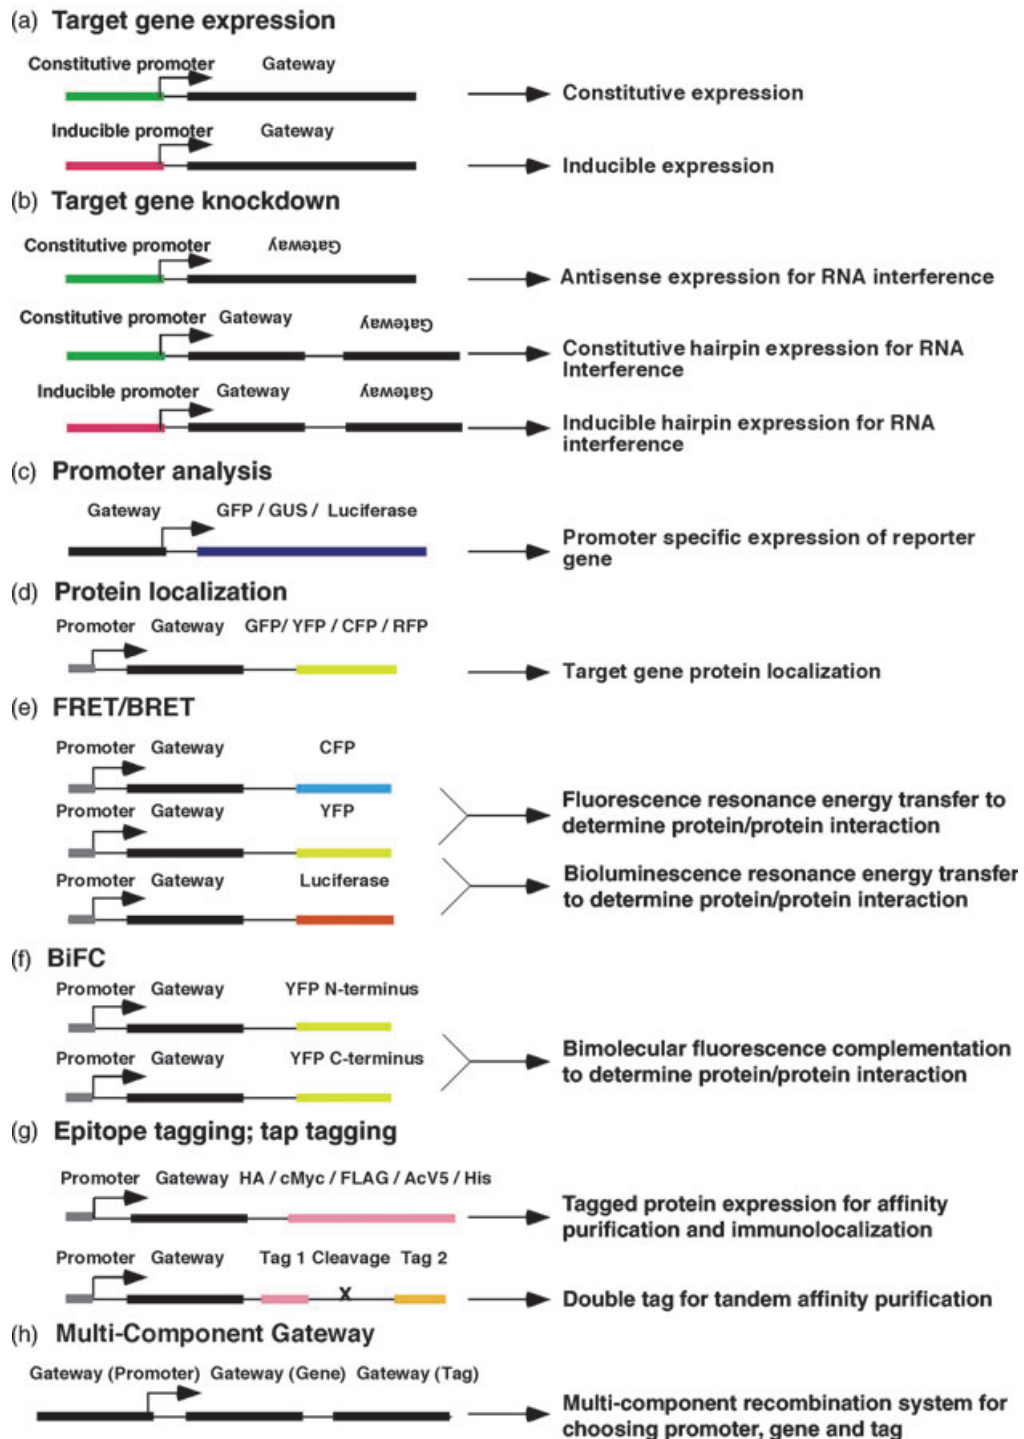 (a) Target gene expression
Constitutive promoter Gateway
Constitutive expression
Inducible promoter Gateway
Inducible expression
(b) Target gene knockdown
Constitutive promoter Gateway
Antisense expression for RNA interference
Constitutive promoter Gateway Gateway
Constitutive hairpin expression for RNA
Interference
Inducible promoter Gateway Gateway
Inducible hairpin expression for RNA
interference
(c) Promoter analysis
Gateway GFP / GUS / Luciferase
Promoter specific expression of reporter
gene
(d) Protein localization
Promoter Gateway GFP/ YFP / CFP / RFP
Target gene protein localization
(e) FRET/BRET
Promoter Gateway CFP
Promoter Gateway YFP
Fluorescence resonance energy transfer to
determine protein/protein interaction
Promoter Gateway Luciferase
Bioluminescence resonance energy transfer
to determine protein/protein interaction
(f) BiFC
Promoter Gateway YFP N-terminus
Promoter Gateway YFP C-terminus
Bimolecular fluorescence complementation
to determine protein/protein interaction
(g) Epitope tagging; tap tagging
Promoter Gateway HA / cMyc / FLAG / AcV5 / His
Tagged protein expression for affinity
purification and immunolocalization
Promoter Gateway Tag 1 Cleavage Tag 2
X
Double tag for tandem affinity purification
(h) Multi-Component Gateway
Gateway (Promoter) Gateway (Gene) Gateway (Tag)
Multi-component recombination system for
choosing promoter, gene and tag